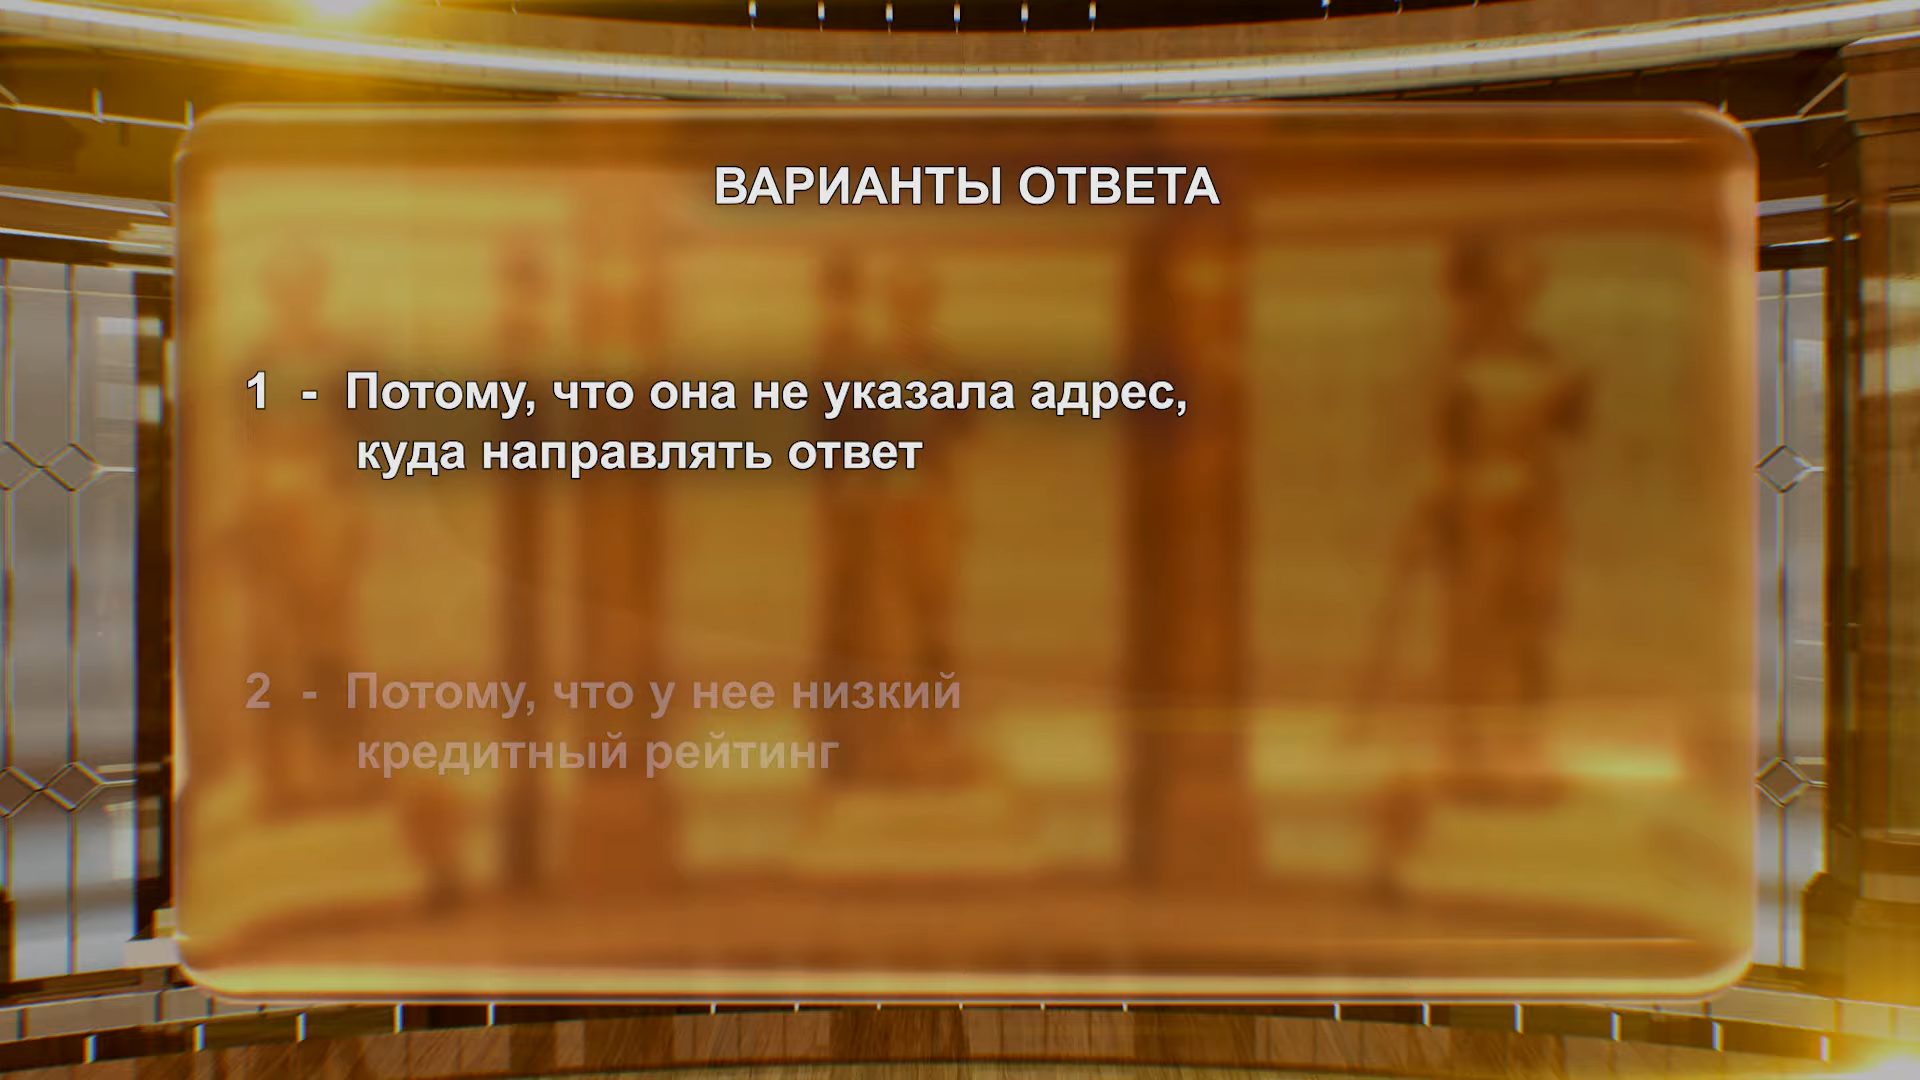 ВАРИАНТЫ ОТВЕТА
1 - Потому, что она не указала адрес,
куда направлять ответ
2 - Потому, что у нее низкий
кредитный рейтинг